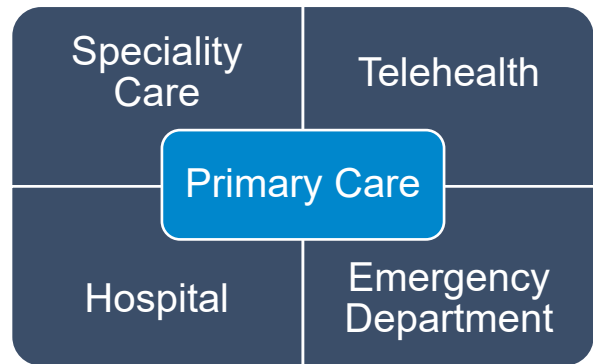 Speciality
Care
Telehealth
Primary Care
Hospital
Emergency
Department